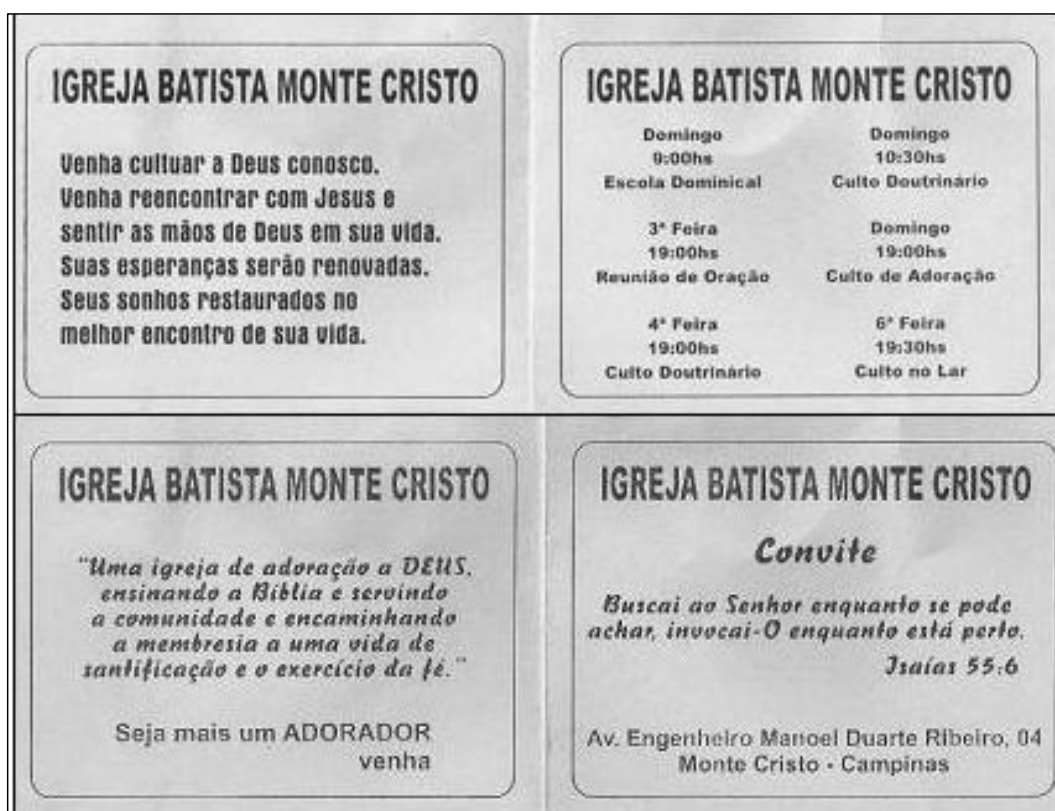 IGREJA BATISTA MONTE CRISTO
Venha cultuar a Deus conosco.
Venha reencontrar com Jesus e
sentir as mãos de Deus em sua vida.
Suas esperanças serão renovadas.
Seus sonhos restaurados no
melhor encontro de sua vida.
IGREJA BATISTA MONTE CRISTO
Domingo
9:00hs
Escola Dominical
Domingo
10:30hs
Culto Doutrinário
3ª Feira
19:00hs
Reunião de Oração
Domingo
19:00hs
Culto de Adoração
4ª Feira
19:00hs
Culto Doutrinário
6ª Feira
19:30hs
Culto no Lar
IGREJA BATISTA MONTE CRISTO
"Uma igreja de adoração a DEUS,
ensinando a Bíblia e servindo
a comunidade e encaminhando
a membresia a uma vida de
santificação e o exercício da fé."
Seja mais um ADORADOR
venha
IGREJA BATISTA MONTE CRISTO
Convite
Buscai ao Senhor enquanto se pode
achar, invocai-O enquanto está perto.
Isaías 55:6
Av. Engenheiro Manoel Duarte Ribeiro, 04
Monte Cristo - Campinas